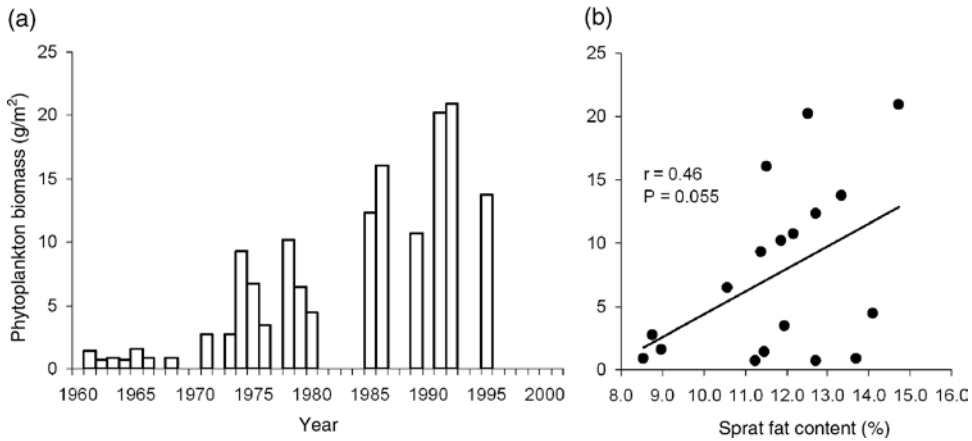 (a)
Phytoplankton biomass (g/m²)
25
20
15
10
5
0
1960 1965 1970 1975 1980 1985 1990 1995 2000
Year
(b)
25
20
15
10
5
0
r = 0.46
P = 0.055
8.0 9.0 10.0 11.0 12.0 13.0 14.0 15.0 16.0
Sprat fat content (%)